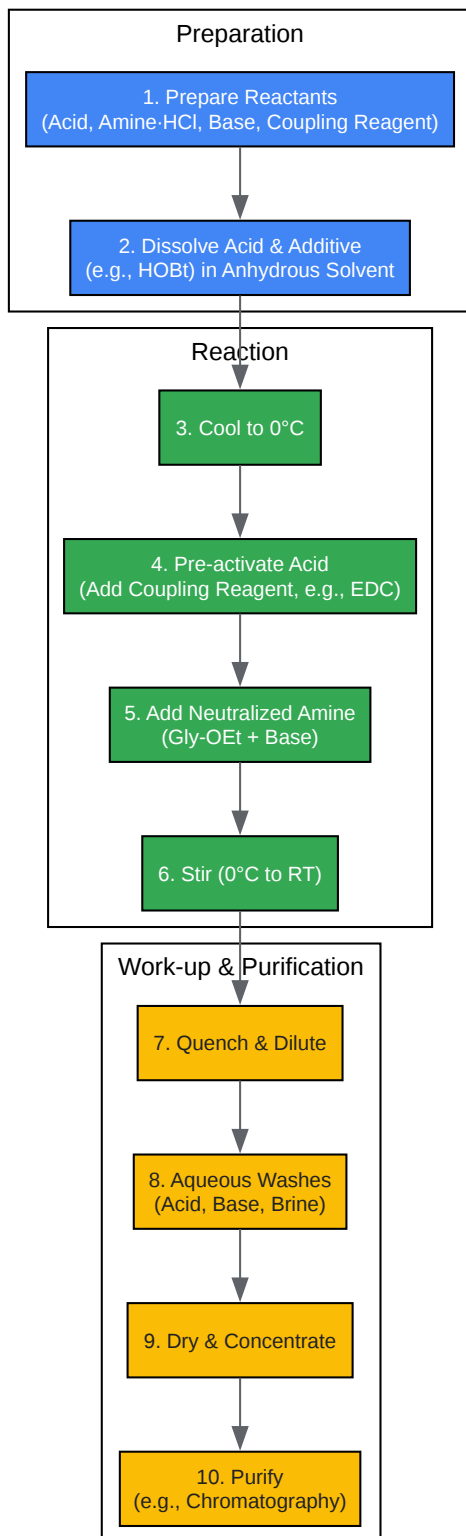 Preparation
1. Prepare Reactants
(Acid, Amine·HCl, Base, Coupling Reagent)
2. Dissolve Acid & Additive
(e.g., HOBt) in Anhydrous Solvent
Reaction
3. Cool to 0°C
4. Pre-activate Acid
(Add Coupling Reagent, e.g., EDC)
5. Add Neutralized Amine
(Gly-OEt + Base)
6. Stir (0°C to RT)
Work-up & Purification
7. Quench & Dilute
8. Aqueous Washes
(Acid, Base, Brine)
9. Dry & Concentrate
10. Purify
(e.g., Chromatography)